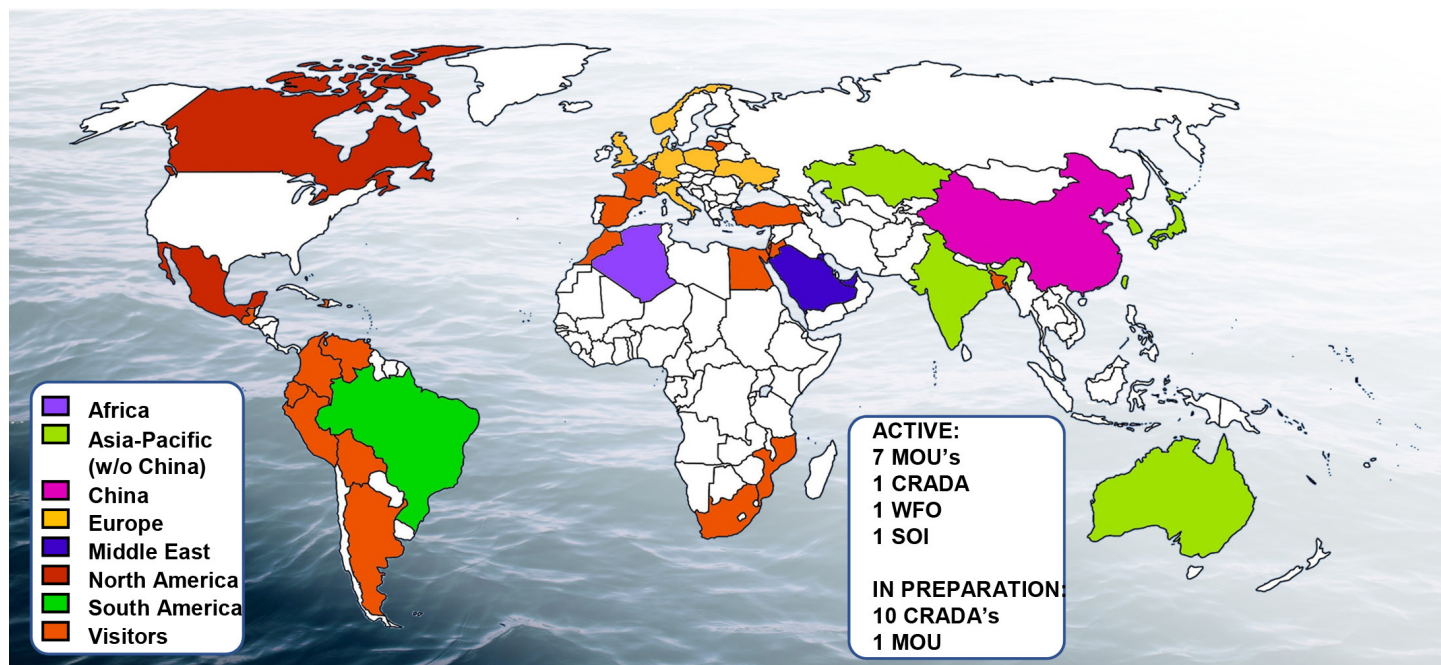 Africa
Asia-Pacific
(w/o China)
China
Europe
Middle East
North America
South America
Visitors
ACTIVE:
7 MOU's
1 CRADA
1 WFO
1 SOI
IN PREPARATION:
10 CRADA's
1 MOU